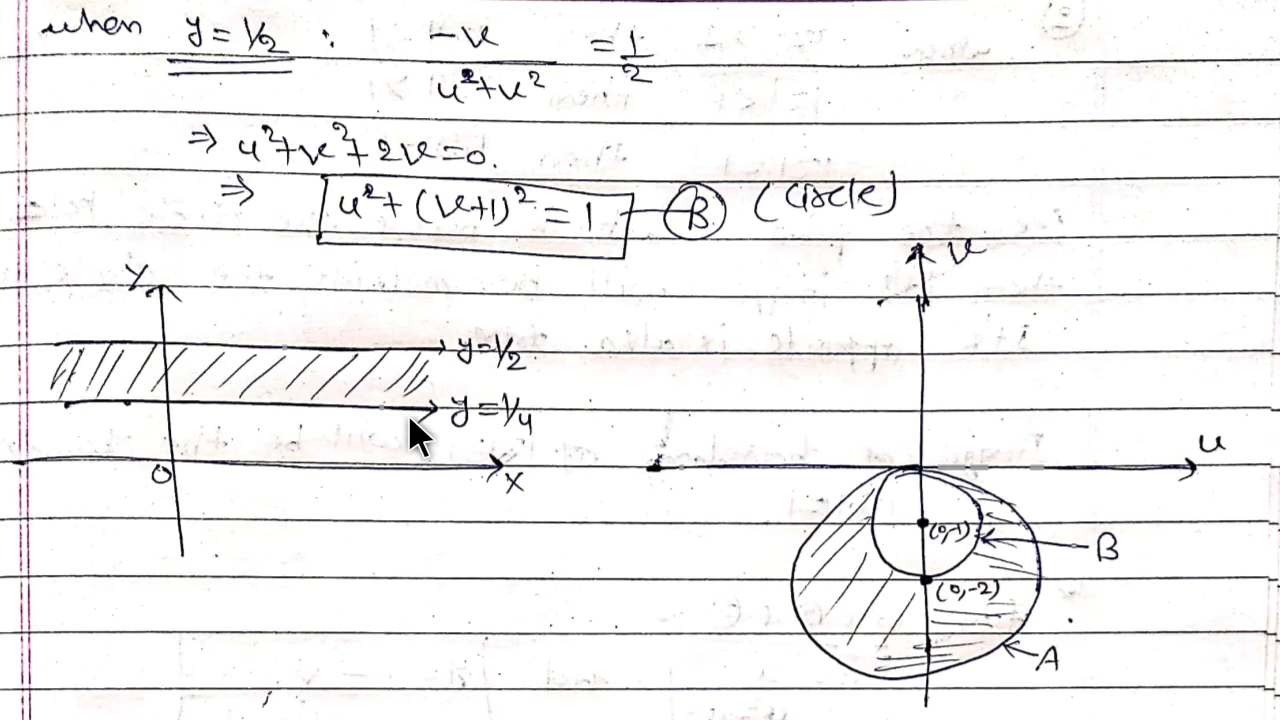 when y = 1/2 : -v / u²+v² = 1/2
⇒ u²+v²+2v=0.
⇒ u²+(v+1)² = 1 — B (circle)
v
Y
y=1/2
y=1/4
u
O
X
(0,-1)
B
(0,-2)
A